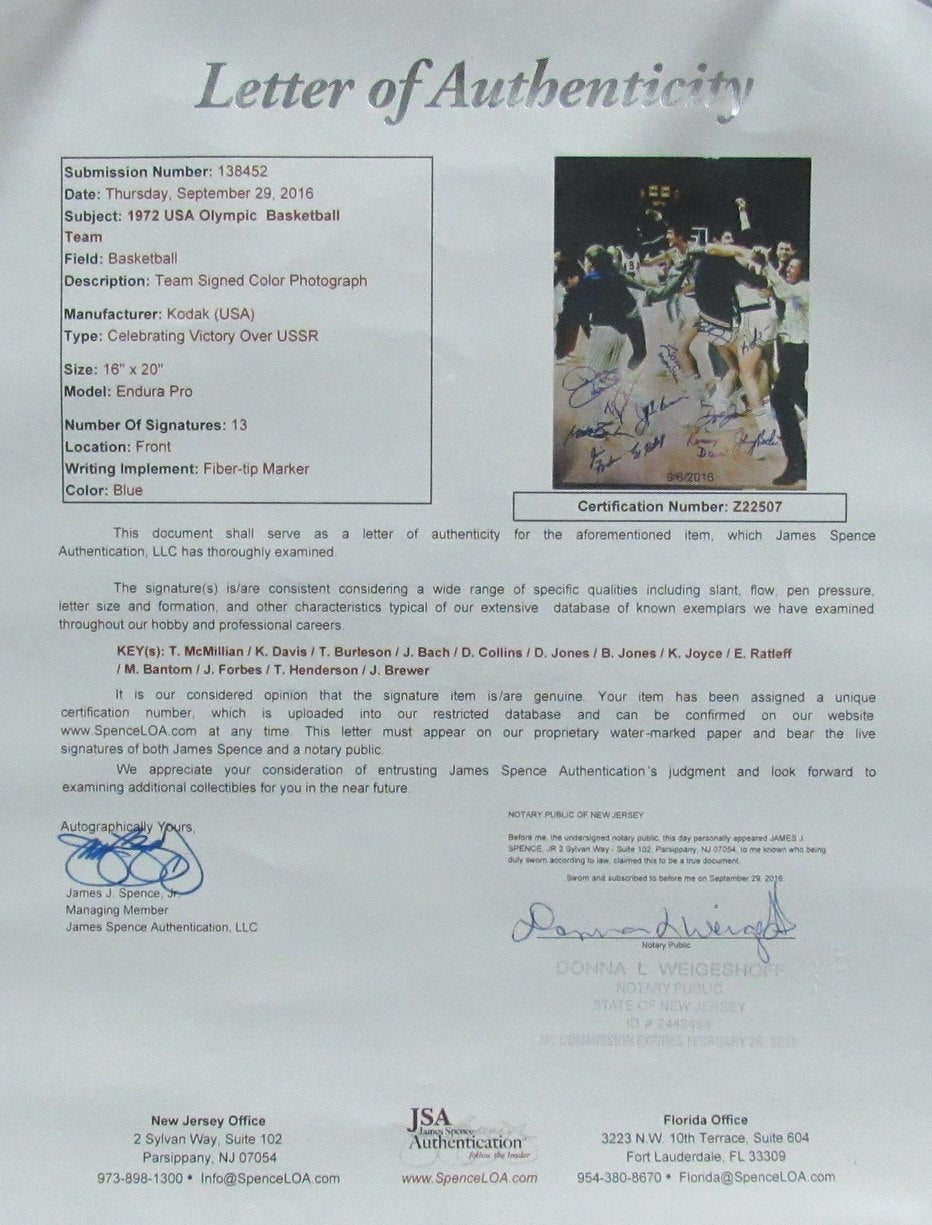 Letter of Authenticity
Submission Number: 138452
Date: Thursday, September 29, 2016
Subject: 1972 USA Olympic Basketball
Team
Field: Basketball
Description: Team Signed Color Photograph
Manufacturer: Kodak (USA)
Type: Celebrating Victory Over USSR
Size: 16" x 20"
Model: Endura Pro
Number Of Signatures: 13
Location: Front
Writing Implement: Fiber-tip Marker
Color: Blue
9/6/2016
Certification Number: Z22507
This document shall serve as a letter of authenticity for the aforementioned item, which James Spence
Authentication, LLC has thoroughly examined.
The signature(s) is/are consistent considering a wide range of specific qualities including slant, flow, pen pressure,
letter size and formation, and other characteristics typical of our extensive database of known exemplars we have examined
throughout our hobby and professional careers.
KEY(s): T. McMillian / K. Davis / T. Burleson / J. Bach / D. Collins / D. Jones / B. Jones / K. Joyce / E. Ratleff
/ M. Bantom / J. Forbes / T. Henderson / J. Brewer
It is our considered opinion that the signature item is/are genuine. Your item has been assigned a unique
certification number, which is uploaded into our restricted database and can be confirmed on our website
www.SpenceLOA.com at any time. This letter must appear on our proprietary water-marked paper and bear the live
signatures of both James Spence and a notary public.
We appreciate your consideration of entrusting James Spence Authentication's judgment and look forward to
examining additional collectibles for you in the near future.
Autographically Yours,
James J. Spence, Jr.
Managing Member
James Spence Authentication, LLC
NOTARY PUBLIC OF NEW JERSEY
Before me, the undersigned notary public, this day personally appeared JAMES J.
SPENCE, JR 2 Sylvan Way - Suite 102, Parsippany, NJ 07054, to me known who being
duly sworn according to law, claimed this to be a true document.
Sworn and subscribed to before me on September 29, 2016.
Notary Public
DONNA L WEIGESHOFF
NOTARY PUBLIC
STATE OF NEW JERSEY
ID #
MY COMMISSION EXPIRES FEBRUARY
New Jersey Office
2 Sylvan Way, Suite 102
Parsippany, NJ 07054
973-898-1300 • Info@SpenceLOA.com
JSA
James Spence
Authentication
follow the leader
www.SpenceLOA.com
Florida Office
3223 N.W. 10th Terrace, Suite 604
Fort Lauderdale, FL 33309
954-380-8670 • Florida@SpenceLOA.com